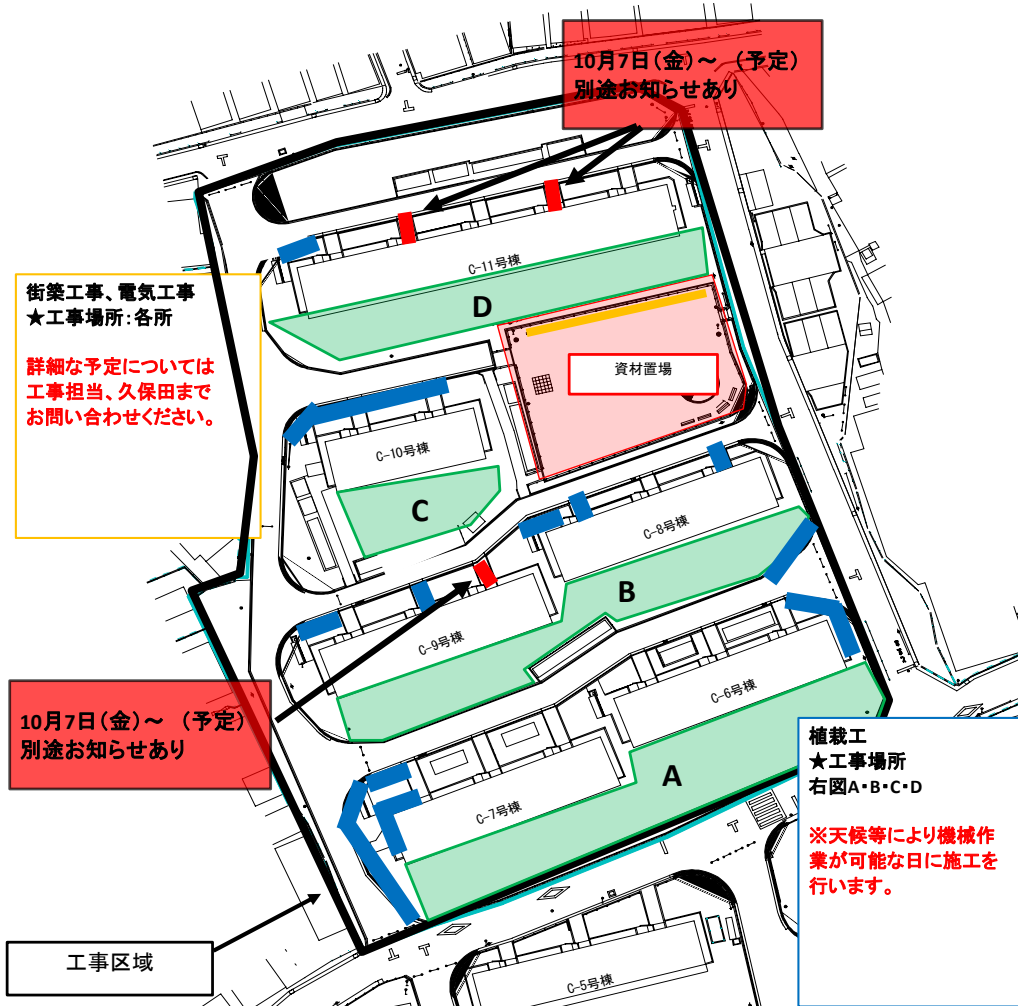 10月7日(金)～ (予定)
別途お知らせあり
C-11号棟
D
街築工事、電気工事
★工事場所:各所
詳細な予定については
工事担当、久保田まで
お問い合わせください。
資材置場
C-10号棟
C
C-8号棟
B
C-9号棟
C-6号棟
10月7日(金)～ (予定)
別途お知らせあり
A
C-7号棟
植栽工
★工事場所
右図A・B・C・D
※天候等により機械作
業が可能な日に施工を
行います。
工事区域
C-5号棟